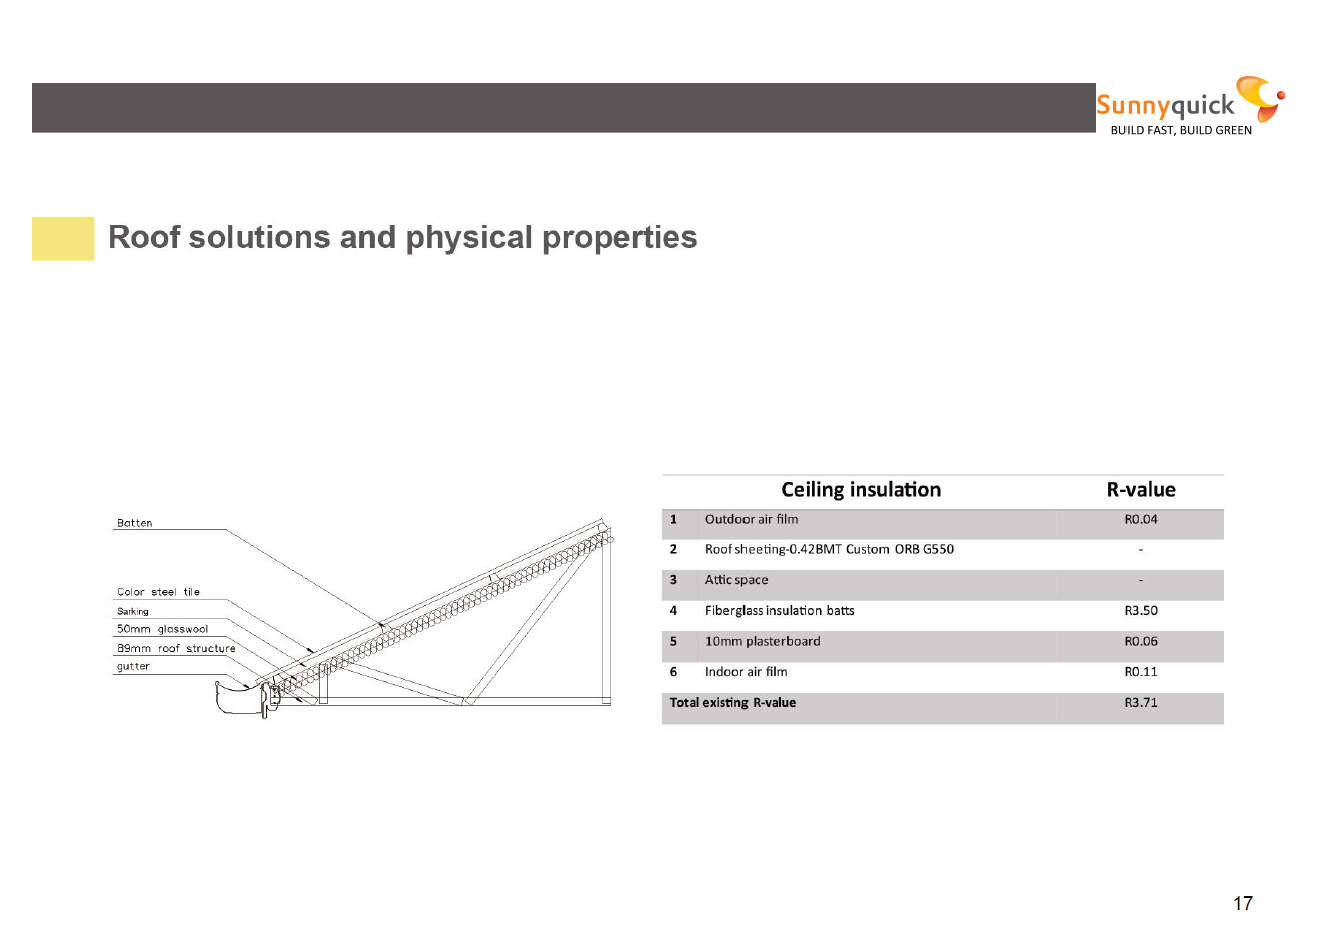 Sunnyquick
BUILD FAST, BUILD GREEN
Roof solutions and physical properties
Batten
Color steel tile
Sarking
50mm glasswool
89mm roof structure
gutter
Ceiling insulation R-value
1 Outdoor air film R0.04
2 Roof sheeting-0.42BMT Custom ORB G550 -
3 Attic space -
4 Fiberglass insulation batts R3.50
5 10mm plasterboard R0.06
6 Indoor air film R0.11
Total existing R-value R3.71
17